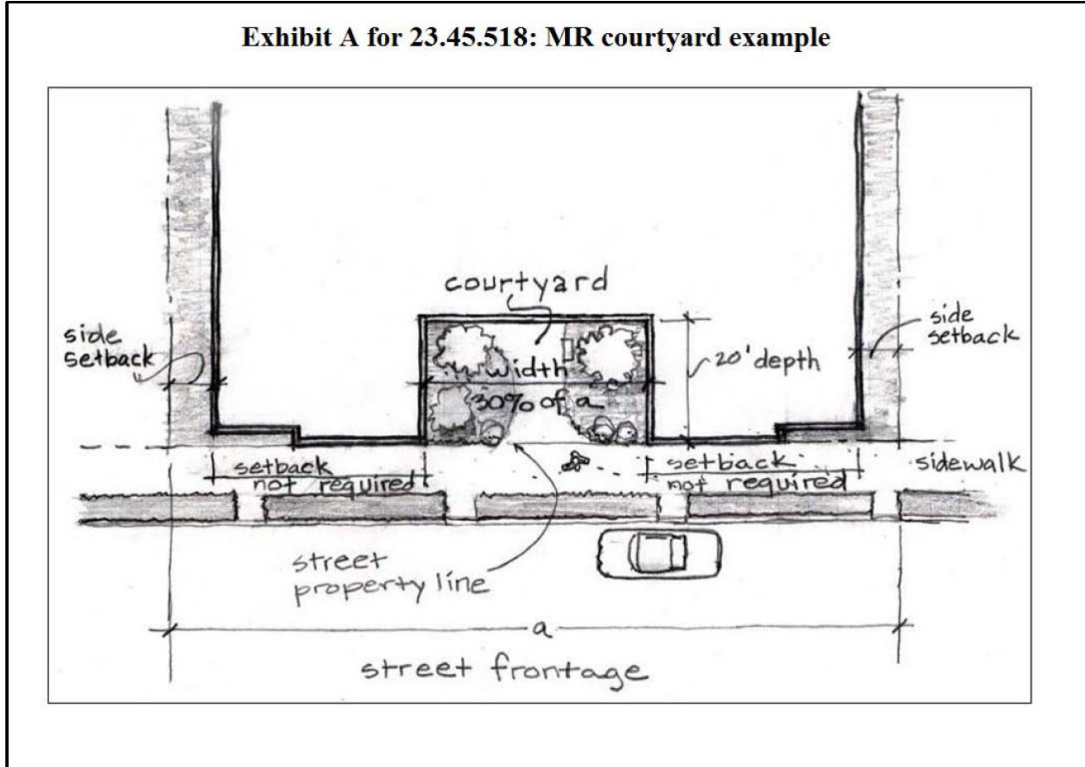 Exhibit A for 23.45.518: MR courtyard example
courtyard
side
setback
side
setback
20' depth
width
30% of a
setback
not required
setback
not required
sidewalk
street
property line
a
street frontage